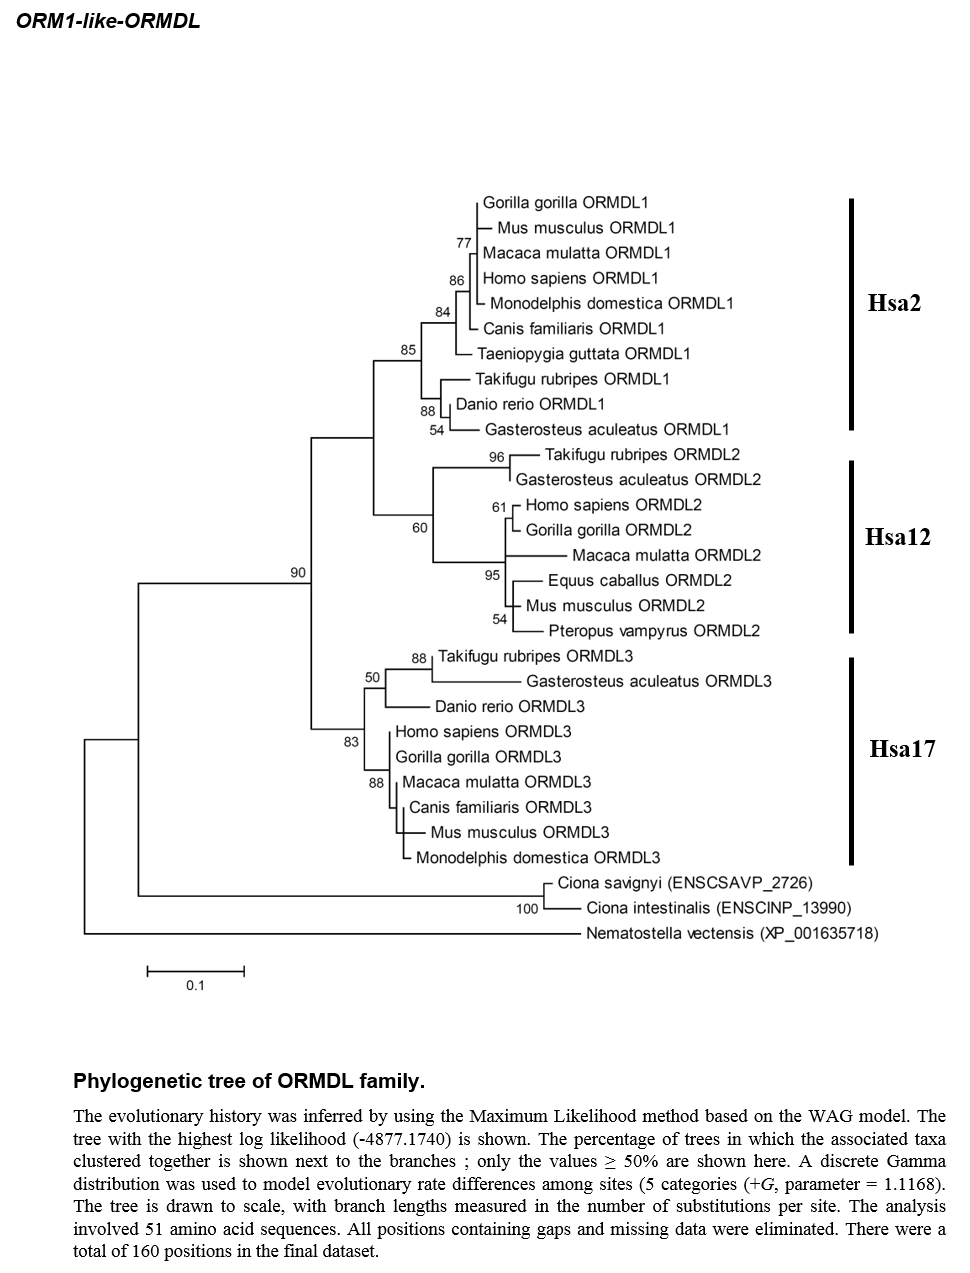 ORM1-like-ORMDL
Gorilla gorilla ORMDL1
Mus musculus ORMDL1
77
Macaca mulatta ORMDL1
86
Homo sapiens ORMDL1
Hsa2
Monodelphis domestica ORMDL1
84
Canis familiaris ORMDL1
85
Taeniopygia guttata ORMDL1
Takifugu rubripes ORMDL1
88
Danio rerio ORMDL1
54
Gasterosteus aculeatus ORMDL1
96
Takifugu rubripes ORMDL2
Gasterosteus aculeatus ORMDL2
61
Homo sapiens ORMDL2
60
Gorilla gorilla ORMDL2
Hsa12
Macaca mulatta ORMDL2
95
Equus caballus ORMDL2
90
Mus musculus ORMDL2
54
Pteropus vampyrus ORMDL2
88
Takifugu rubripes ORMDL3
50
Gasterosteus aculeatus ORMDL3
Danio rerio ORMDL3
Homo sapiens ORMDL3
83
Hsa17
Gorilla gorilla ORMDL3
88
Macaca mulatta ORMDL3
Canis familiaris ORMDL3
Mus musculus ORMDL3
Monodelphis domestica ORMDL3
Ciona savignyi (ENSCSAVP_2726)
100
Ciona intestinalis (ENSCINP_13990)
Nematostella vectensis (XP_001635718)
0.1
Phylogenetic tree of ORMDL family.
The evolutionary history was inferred by using the Maximum Likelihood method based on the WAG model. The
tree with the highest log likelihood (-4877.1740) is shown. The percentage of trees in which the associated taxa
clustered together is shown next to the branches ; only the values ≥ 50% are shown here. A discrete Gamma
distribution was used to model evolutionary rate differences among sites (5 categories (+G, parameter = 1.1168).
The tree is drawn to scale, with branch lengths measured in the number of substitutions per site. The analysis
involved 51 amino acid sequences. All positions containing gaps and missing data were eliminated. There were a
total of 160 positions in the final dataset.